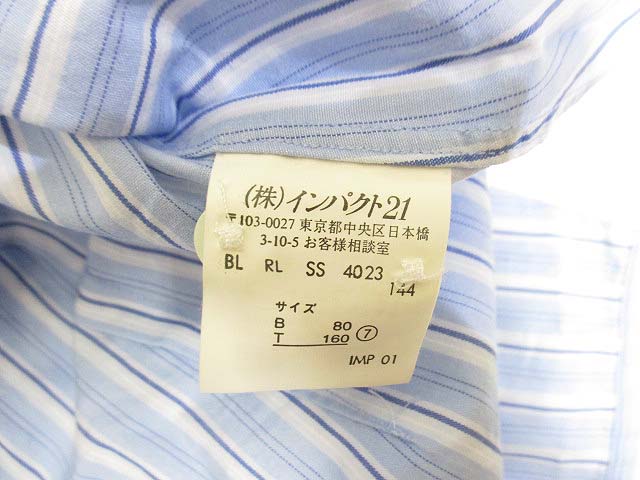 (株)インパクト21
〒103-0027 東京都中央区日本橋
3-10-5 お客様相談室
BL RL SS 4023
144
サイズ
B 80
T 160 ⑦
IMP 01